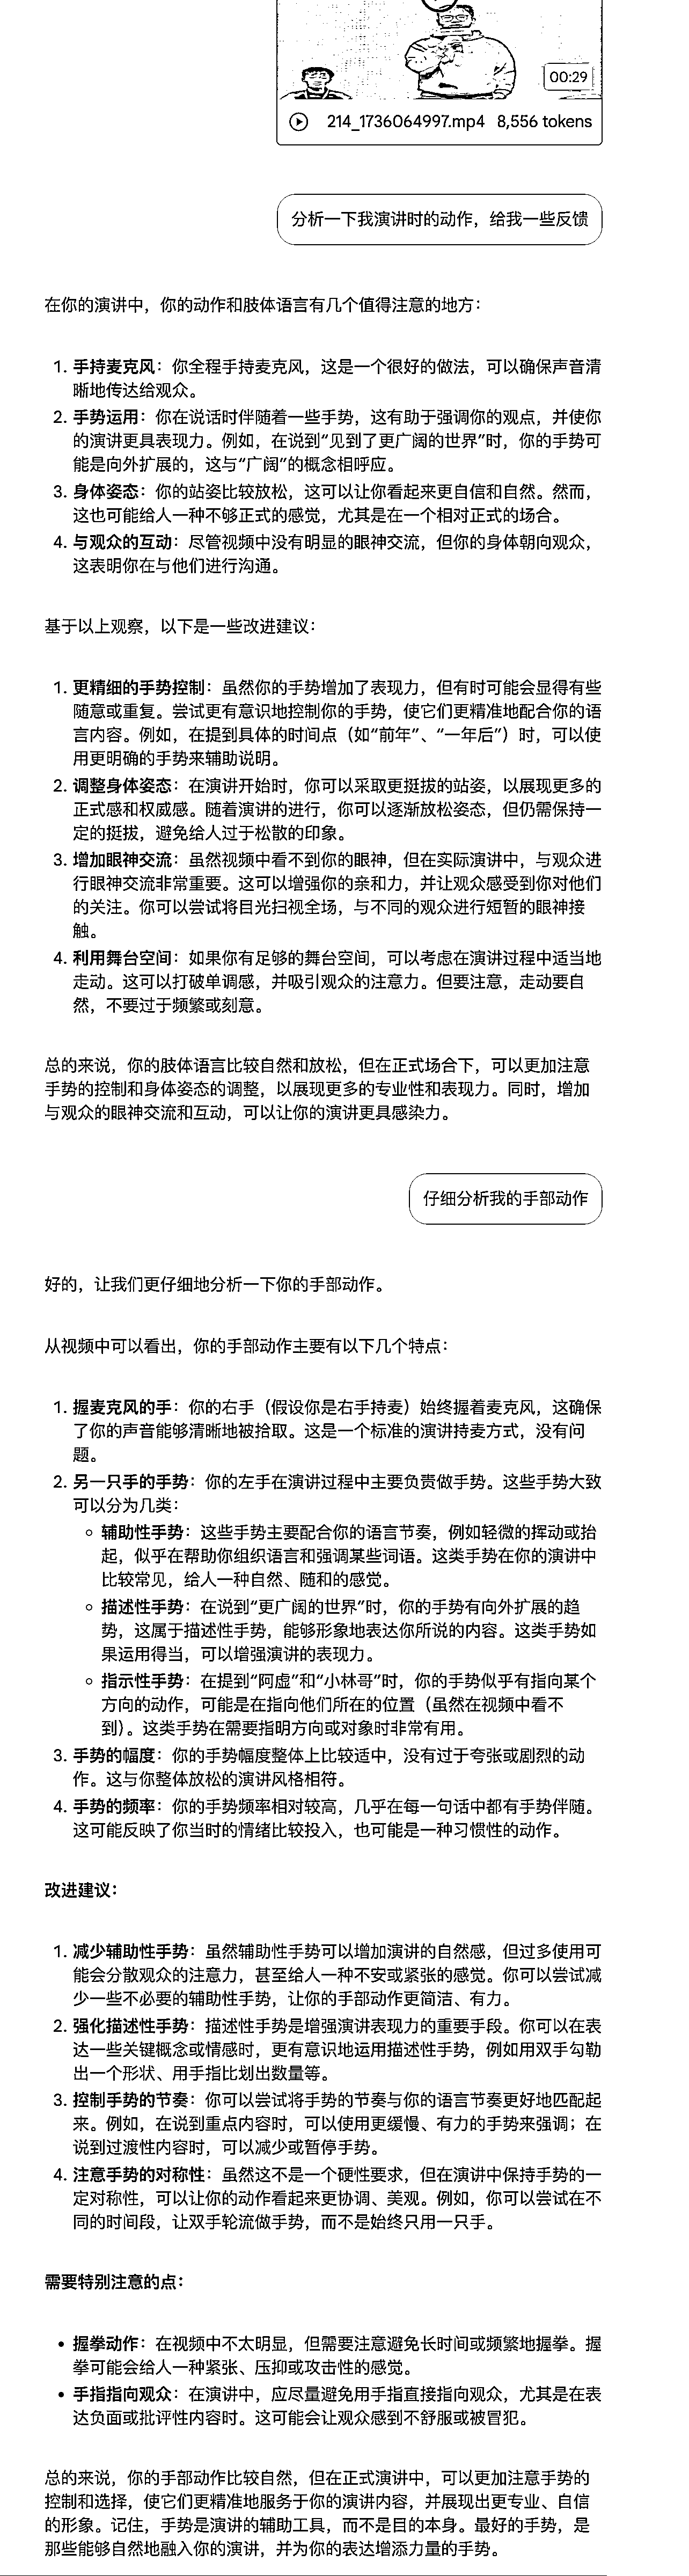 00:29
214_1736064997.mp4 8,556 tokens
分析一下我演讲时的动作，给我一些反馈
在你的演讲中，你的动作和肢体语言有几个值得注意的地方：
1. 手持麦克风：你全程手持麦克风，这是一个很好的做法，可以确保声音清
晰地传达给观众。
2. 手势运用：你在说话时伴随着一些手势，这有助于强调你的观点，并使你
的演讲更具表现力。例如，在说到“见到了更广阔的世界”时，你的手势可
能是向外扩展的，这与“广阔”的概念相呼应。
3. 身体姿态：你的站姿比较放松，这可以让你看起来更自信和自然。然而，
这也可能给人一种不够正式的感觉，尤其是在一个相对正式的场合。
4. 与观众的互动：尽管视频中没有明显的眼神交流，但你的身体朝向观众，
这表明你在与他们进行沟通。
基于以上观察，以下是一些改进建议：
1. 更精细的手势控制：虽然你的手势增加了表现力，但有时可能会显得有些
随意或重复。尝试更有意识地控制你的手势，使它们更精准地配合你的语
言内容。例如，在提到具体的时间点（如“前年”、“一年后”）时，可以使
用更明确的手势来辅助说明。
2. 调整身体姿态：在演讲开始时，你可以采取更挺拔的站姿，以展现更多的
正式感和权威感。随着演讲的进行，你可以逐渐放松姿态，但仍需保持一
定的挺拔，避免给人过于松散的印象。
3. 增加眼神交流：虽然视频中看不到你的眼神，但在实际演讲中，与观众进
行眼神交流非常重要。这可以增强你的亲和力，并让观众感受到你对他们
的关注。你可以尝试将目光扫视全场，与不同的观众进行短暂的眼神接
触。
4. 利用舞台空间：如果你有足够的舞台空间，可以考虑在演讲过程中适当地
走动。这可以打破单调感，并吸引观众的注意力。但要注意，走动要自
然，不要过于频繁或刻意。
总的来说，你的肢体语言比较自然和放松，但在正式场合下，可以更加注意
手势的控制和身体姿态的调整，以展现更多的专业性和表现力。同时，增加
与观众的眼神交流和互动，可以让你的演讲更具感染力。
仔细分析我的手部动作
好的，让我们更仔细地分析一下你的手部动作。
从视频中可以看出，你的手部动作主要有以下几个特点：
1. 握麦克风的手：你的右手（假设你是右手持麦）始终握着麦克风，这确保
了你的声音能够清晰地被拾取。这是一个标准的演讲持麦方式，没有问
题。
2. 另一只手的手势：你的左手在演讲过程中主要负责做手势。这些手势大致
可以分为几类：
○ 辅助性手势：这些手势主要配合你的语言节奏，例如轻微的挥动或抬
起，似乎在帮助你组织语言和强调某些词语。这类手势在你的演讲中
比较常见，给人一种自然、随和的感觉。
○ 描述性手势：在说到“更广阔的世界”时，你的手势有向外扩展的趋
势，这属于描述性手势，能够形象地表达你所说的内容。这类手势如
果运用得当，可以增强演讲的表现力。
○ 指示性手势：在提到“阿虚”和“小林哥”时，你的手势似乎有指向某个
方向的动作，可能是在指向他们所在的位置（虽然在视频中看不
到）。这类手势在需要指明方向或对象时非常有用。
3. 手势的幅度：你的手势幅度整体上比较适中，没有过于夸张或剧烈的动
作。这与你整体放松的演讲风格相符。
4. 手势的频率：你的手势频率相对较高，几乎在每一句话中都有手势伴随。
这可能反映了你当时的情绪比较投入，也可能是一种习惯性的动作。
改进建议：
1. 减少辅助性手势：虽然辅助性手势可以增加演讲的自然感，但过多使用可
能会分散观众的注意力，甚至给人一种不安或紧张的感觉。你可以尝试减
少一些不必要的辅助性手势，让你的手部动作更简洁、有力。
2. 强化描述性手势：描述性手势是增强演讲表现力的重要手段。你可以在表
达一些关键概念或情感时，更有意识地运用描述性手势，例如用双手勾勒
出一个形状、用手指比划出数量等。
3. 控制手势的节奏：你可以尝试将手势的节奏与你的语言节奏更好地匹配起
来。例如，在说到重点内容时，可以使用更缓慢、有力的手势来强调；在
说到过渡性内容时，可以减少或暂停手势。
4. 注意手势的对称性：虽然这不是一个硬性要求，但在演讲中保持手势的一
定对称性，可以让你的动作看起来更协调、美观。例如，你可以尝试在不
同的时间段，让双手轮流做手势，而不是始终只用一只手。
需要特别注意的点：
• 握拳动作：在视频中不太明显，但需要注意避免长时间或频繁地握拳。握
拳可能会给人一种紧张、压抑或攻击性的感觉。
• 手指指向观众：在演讲中，应尽量避免用手指直接指向观众，尤其是在表
达负面或批评性内容时。这可能会让观众感到不舒服或被冒犯。
总的来说，你的手部动作比较自然，但在正式演讲中，可以更加注意手势的
控制和选择，使它们更精准地服务于你的演讲内容，并展现出更专业、自信
的形象。记住，手势是演讲的辅助工具，而不是目的本身。最好的手势，是
那些能够自然地融入你的演讲，并为你的表达增添力量的手势。